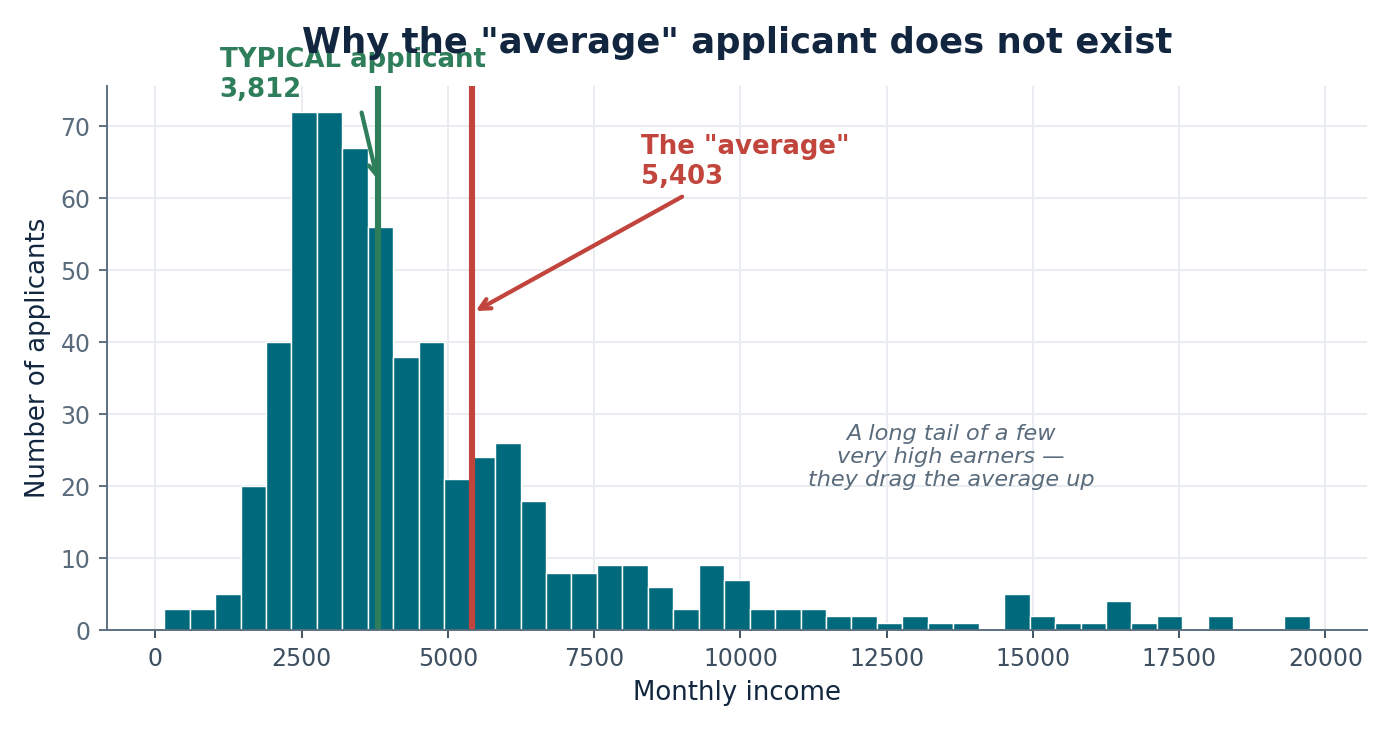 Why the "average" applicant does not exist
TYPICAL applicant
3,812
The "average"
5,403
A long tail of a few
very high earners —
they drag the average up
Number of applicants
70
60
50
40
30
20
10
0
0 2500 5000 7500 10000 12500 15000 17500 20000
Monthly income